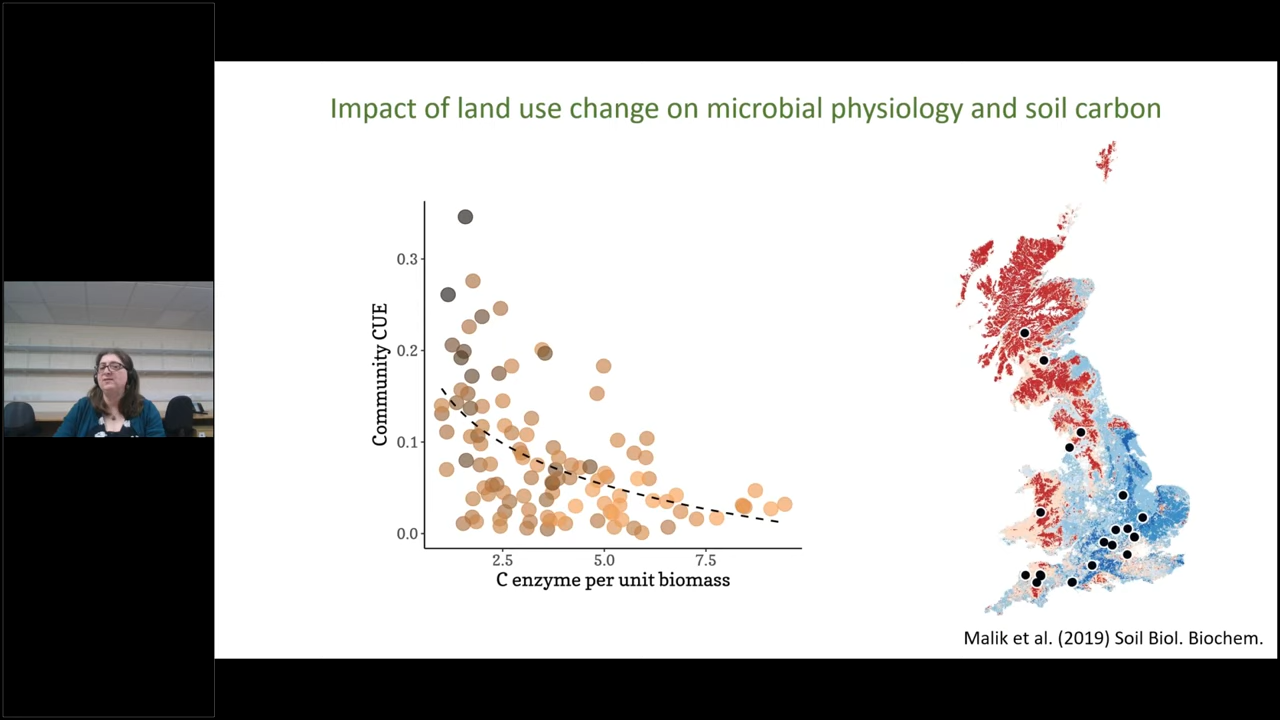 Impact of land use change on microbial physiology and soil carbon
Community CUE
0.3
0.2
0.1
0.0
2.5 5.0 7.5
C enzyme per unit biomass
Malik et al. (2019) Soil Biol. Biochem.